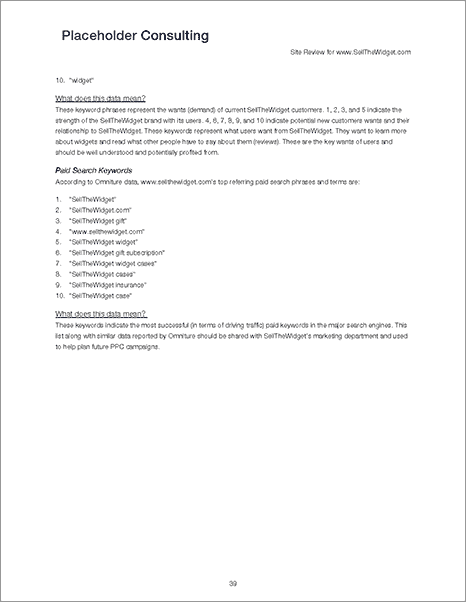 Placeholder Consulting
Site Review for www.SellTheWidget.com
10. "widget"
What does this data mean?
These keyword phrases represent the wants (demand) of current SellTheWidget customers. 1, 2, 3, and 5 indicate the
strength of the SellTheWidget brand with its users. 4, 6, 7, 8, 9, and 10 indicate potential new customers wants and their
relationship to SellTheWidget. These keywords represent what users want from SellTheWidget. They want to learn more
about widgets and read what other people have to say about them (reviews). These are the key wants of users and
should be well understood and potentially profited from.
Paid Search Keywords
According to Omniture data, www.sellthewidget.com's top referring paid search phrases and terms are:
1. "SellTheWidget"
2. "SellTheWidget.com"
3. "SellTheWidget gift"
4. "www.sellthewidget.com"
5. "SellTheWidget widget"
6. "SellTheWidget gift subscription"
7. "SellTheWidget widget cases"
8. "SellTheWidget cases"
9. "SellTheWidget insurance"
10. "SellTheWidget case"
What does this data mean?
These keywords indicate the most successful (in terms of driving traffic) paid keywords in the major search engines. This
list along with similar data reported by Omniture should be shared with SellTheWidget's marketing department and used
to help plan future PPC campaigns.
39